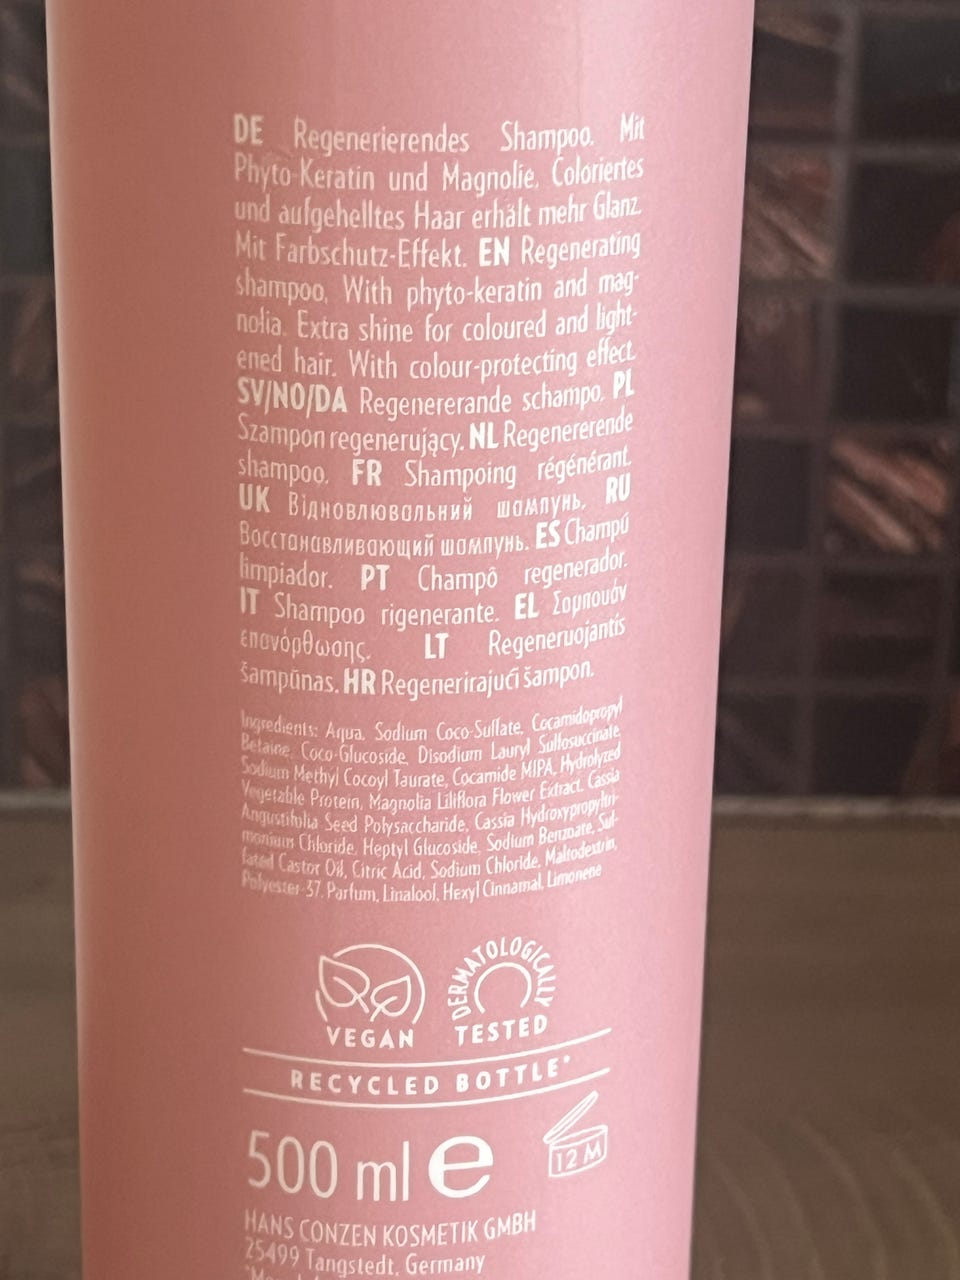 DE Regenerierendes Shampoo. Mit
Phyto-Keratin und Magnolie. Coloriertes
und aufgehelltes Haar erhält mehr Glanz.
Mit Farbschutz-Effekt. EN Regenerating
shampoo. With phyto-keratin and mag-
nolia. Extra shine for coloured and light-
ened hair. With colour-protecting effect.
SV/NO/DA Regenererande schampo. PL
Szampon regenerujący. NL Regenererende
shampoo. FR Shampoing régénérant.
UK Відновлювальний шампунь. RU
Восстанавливающий шампунь. ES Champú
limpiador. PT Champô regenerador.
IT Shampoo rigenerante. EL Σαμπουάν
επανόρθωσης. LT Regeneruojantis
šampūnas. HR Regenerirajući šampon.
Ingredients: Aqua, Sodium Coco-Sulfate, Cocamidopropyl
Betaine, Coco-Glucoside, Disodium Lauryl Sulfosuccinate,
Sodium Methyl Cocoyl Taurate, Cocamide MIPA, Hydrolyzed
Vegetable Protein, Magnolia Liliflora Flower Extract, Cassia
Angustifolia Seed Polysaccharide, Cassia Hydroxypropyltri-
monium Chloride, Heptyl Glucoside, Sodium Benzoate, Sul-
fated Castor Oil, Citric Acid, Sodium Chloride, Maltodextrin,
Polyester-37, Parfum, Linalool, Hexyl Cinnamal, Limonene
VEGAN
DERMATOLOGICALLY
TESTED
RECYCLED BOTTLE*
500 ml e
12 M
HANS CONZEN KOSMETIK GMBH
25499 Tangstedt, Germany